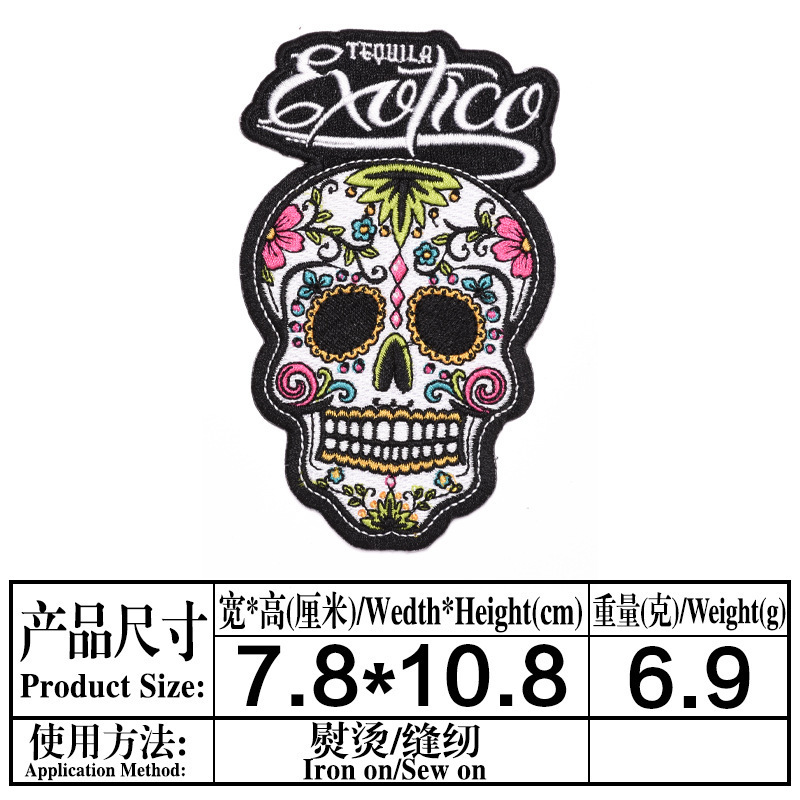 TEQUILA
Exotico
产品尺寸
Product Size:
宽*高(厘米)/Wedth*Height(cm)
7.8*10.8
重量(克)/Weight(g)
6.9
使用方法:
Application Method:
熨烫/缝纫
Iron on/Sew on